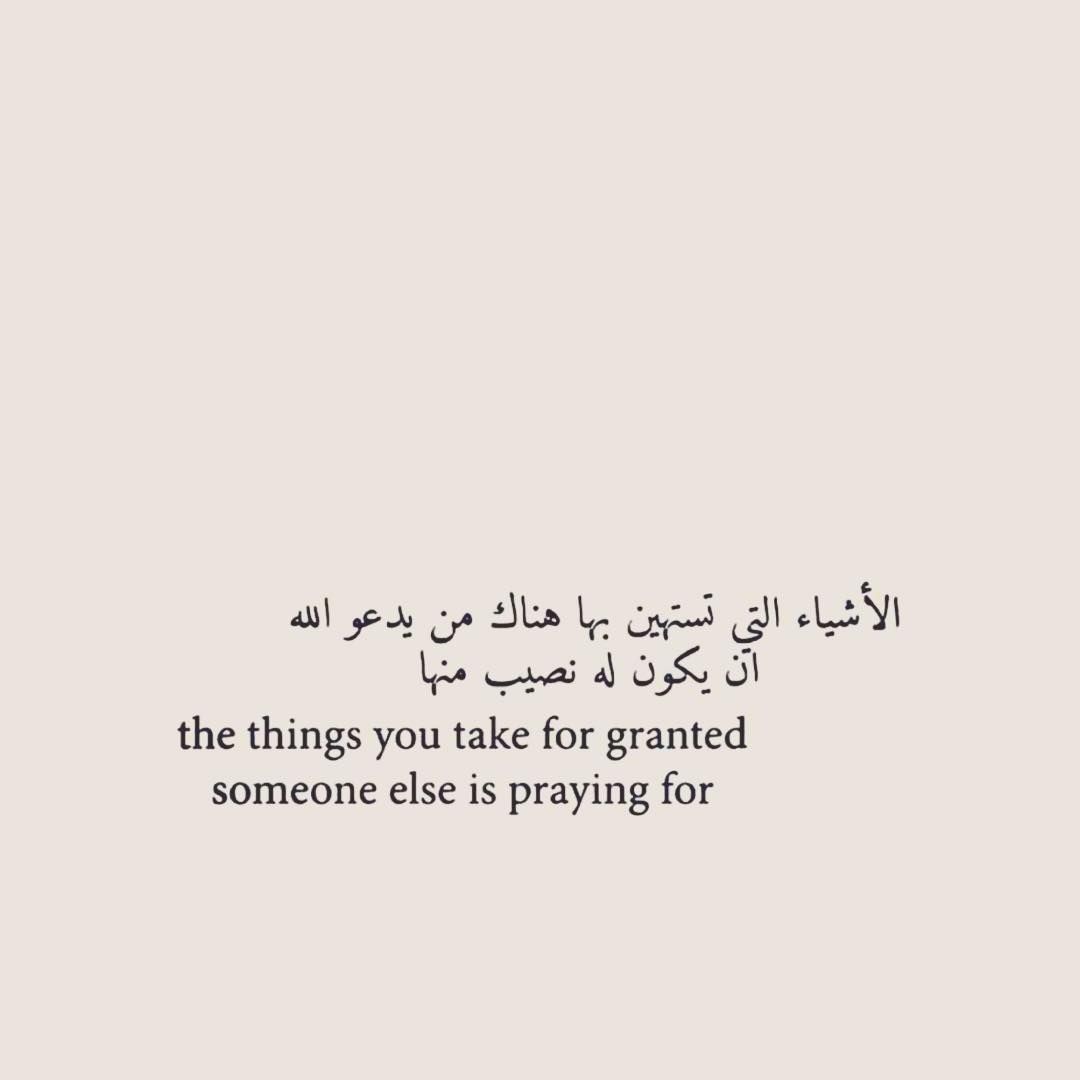 الأشياء التي تستهين بها هناك من يدعو الله
ان يكون له نصيب منها
the things you take for granted
someone else is praying for